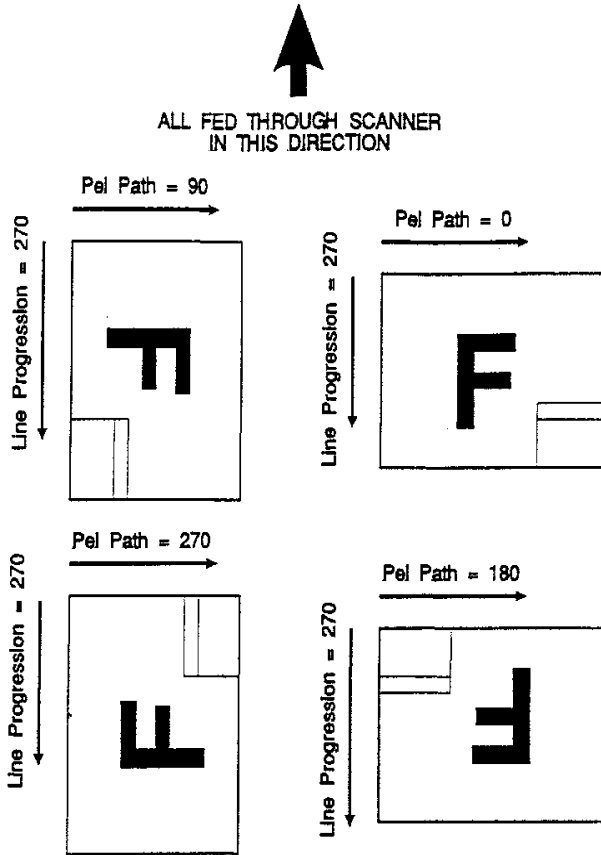 ALL FED THROUGH SCANNER
IN THIS DIRECTION
Pel Path = 90
Line Progression = 270
F
Pel Path = 0
Line Progression = 270
F
Pel Path = 270
Line Progression = 270
F
Pel Path = 180
Line Progression = 270
F